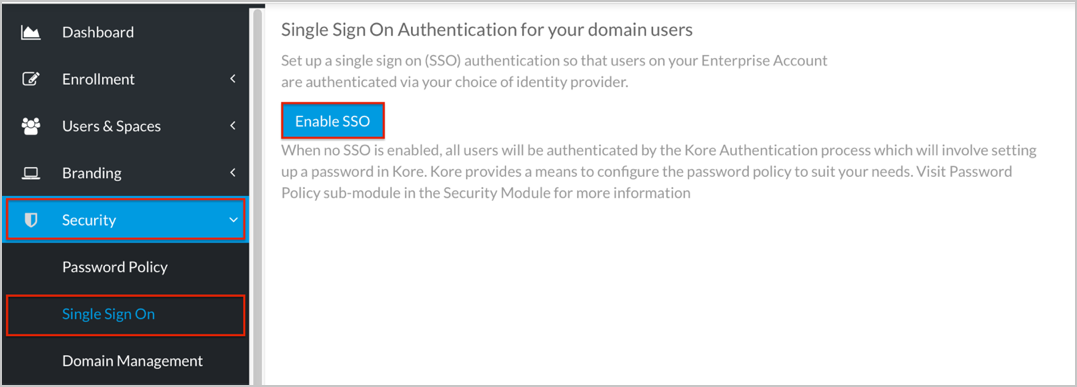 Dashboard
Enrollment
Users & Spaces
Branding
Security
Password Policy
Single Sign On
Domain Management
Single Sign On Authentication for your domain users
Set up a single sign on (SSO) authentication so that users on your Enterprise Account
are authenticated via your choice of identity provider.
Enable SSO
When no SSO is enabled, all users will be authenticated by the Kore Authentication process which will involve setting
up a password in Kore. Kore provides a means to configure the password policy to suit your needs. Visit Password
Policy sub-module in the Security Module for more information